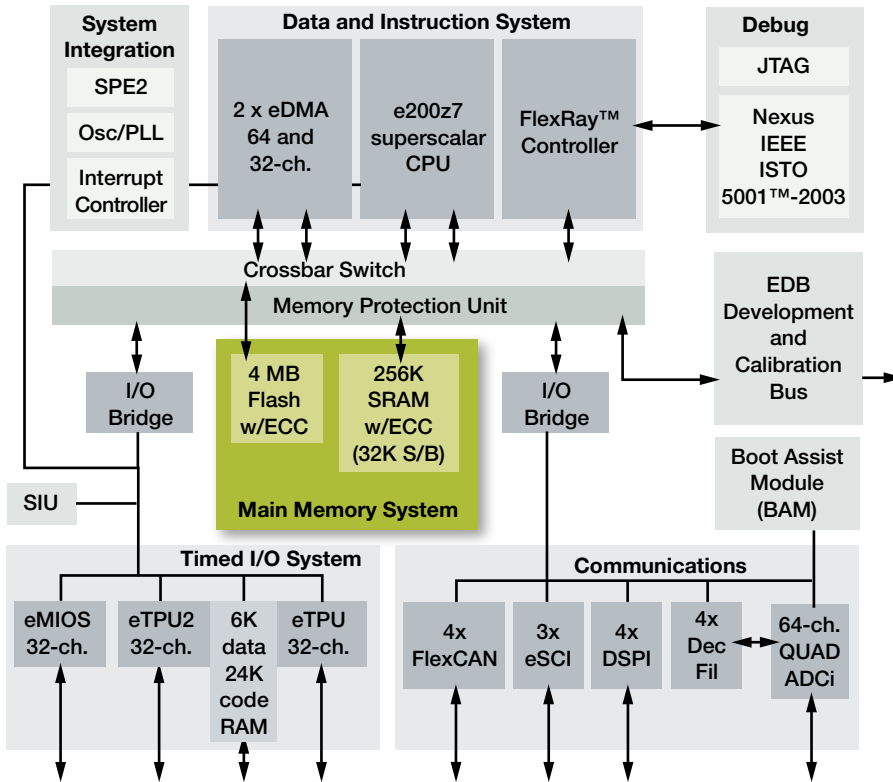 System
Integration
SPE2
Osc/PLL
Interrupt
Controller
Data and Instruction System
2 x eDMA
64 and
32-ch.
e200z7
superscalar
CPU
FlexRay™
Controller
Debug
JTAG
Nexus
IEEE
ISTO
5001™-2003
Crossbar Switch
Memory Protection Unit
I/O
Bridge
4 MB
Flash
w/ECC
256K
SRAM
w/ECC
(32K S/B)
Main Memory System
I/O
Bridge
EDB
Development
and
Calibration
Bus
Boot Assist
Module
(BAM)
SIU
Timed I/O System
eMIOS
32-ch.
eTPU2
32-ch.
6K
data
24K
code
RAM
eTPU
32-ch.
Communications
4x
FlexCAN
3x
eSCI
4x
DSPI
4x
Dec
Fil
64-ch.
QUAD
ADCi